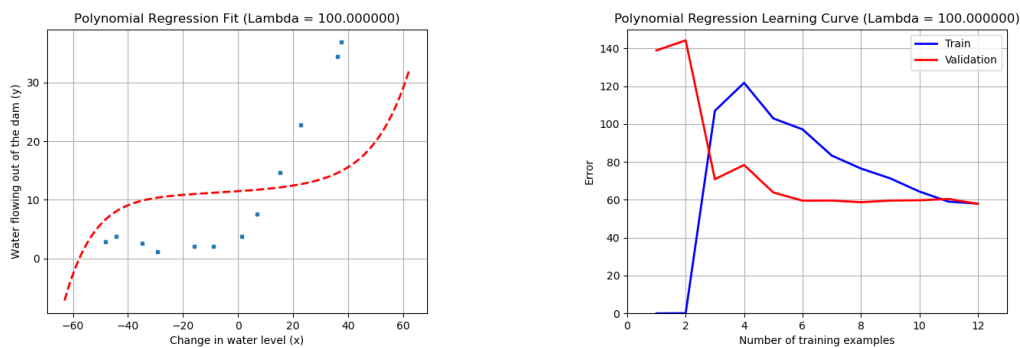 Polynomial Regression Fit (Lambda = 100.000000)
Water flowing out of the dam (y)
30
20
10
0
−60 −40 −20 0 20 40 60
Change in water level (x)
Polynomial Regression Learning Curve (Lambda = 100.000000)
Train
Validation
Error
140
120
100
80
60
40
20
0
0 2 4 6 8 10 12
Number of training examples